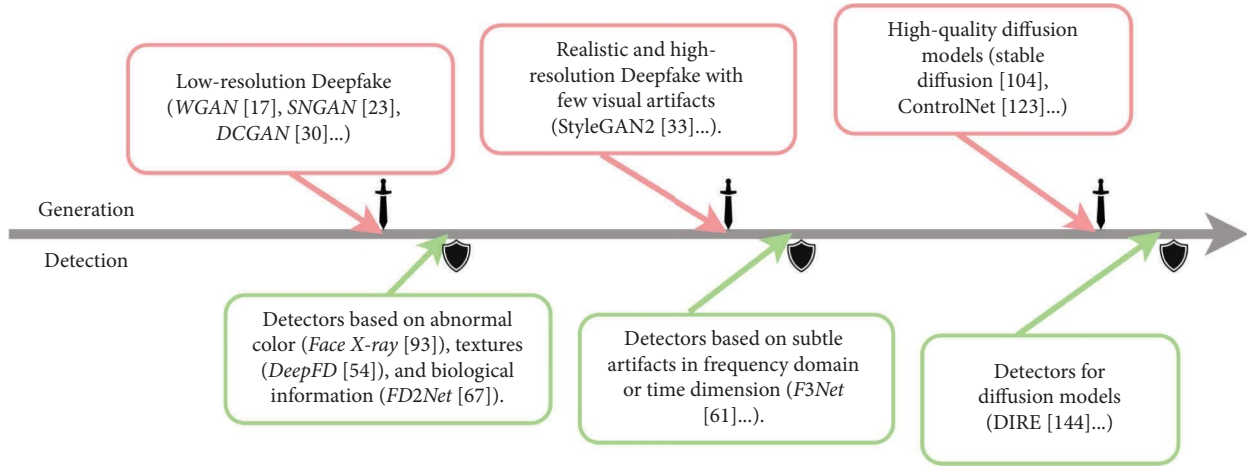 Low-resolution Deepfake
(WGAN [17], SNGAN [23],
DCGAN [30]...)
Realistic and high-
resolution Deepfake with
few visual artifacts
(StyleGAN2 [33]...).
High-quality diffusion
models (stable
diffusion [104],
ControlNet [123]...)
Generation
Detection
Detectors based on abnormal
color (Face X-ray [93]), textures
(DeepFD [54]), and biological
information (FD2Net [67]).
Detectors based on subtle
artifacts in frequency domain
or time dimension (F3Net
[61]...).
Detectors for
diffusion models
(DIRE [144]...)